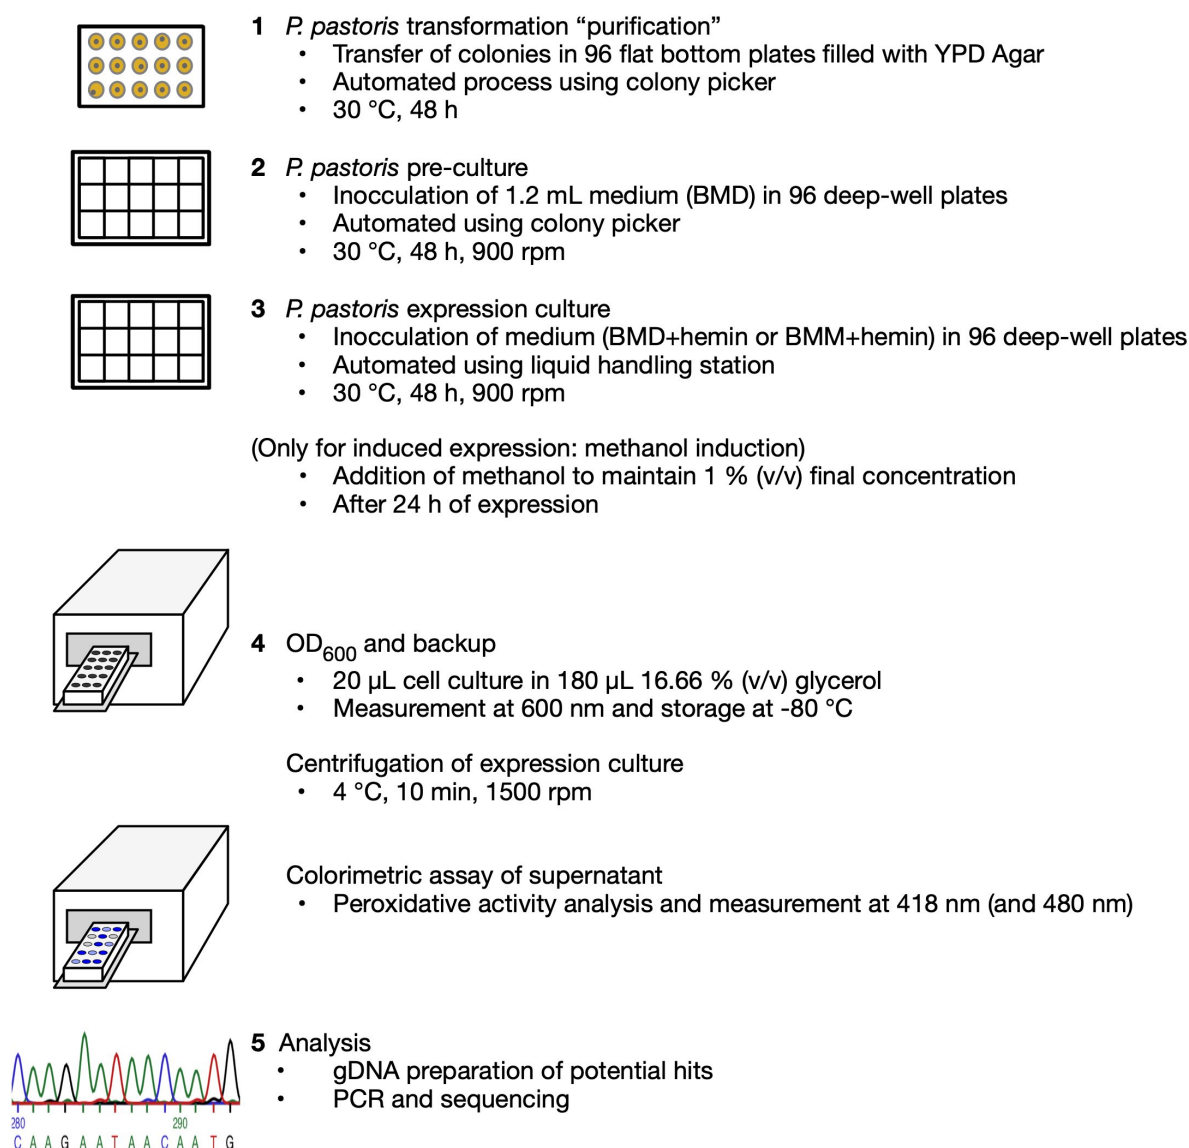 1 P. pastoris transformation “purification”
• Transfer of colonies in 96 flat bottom plates filled with YPD Agar
• Automated process using colony picker
• 30 °C, 48 h
2 P. pastoris pre-culture
• Inocculation of 1.2 mL medium (BMD) in 96 deep-well plates
• Automated using colony picker
• 30 °C, 48 h, 900 rpm
3 P. pastoris expression culture
• Inocculation of medium (BMD+hemin or BMM+hemin) in 96 deep-well plates
• Automated using liquid handling station
• 30 °C, 48 h, 900 rpm
(Only for induced expression: methanol induction)
• Addition of methanol to maintain 1 % (v/v) final concentration
• After 24 h of expression
4 OD600 and backup
• 20 µL cell culture in 180 µL 16.66 % (v/v) glycerol
• Measurement at 600 nm and storage at -80 °C
Centrifugation of expression culture
• 4 °C, 10 min, 1500 rpm
Colorimetric assay of supernatant
• Peroxidative activity analysis and measurement at 418 nm (and 480 nm)
5 Analysis
• gDNA preparation of potential hits
• PCR and sequencing
280 290
C A A G A A T A A C A A T G